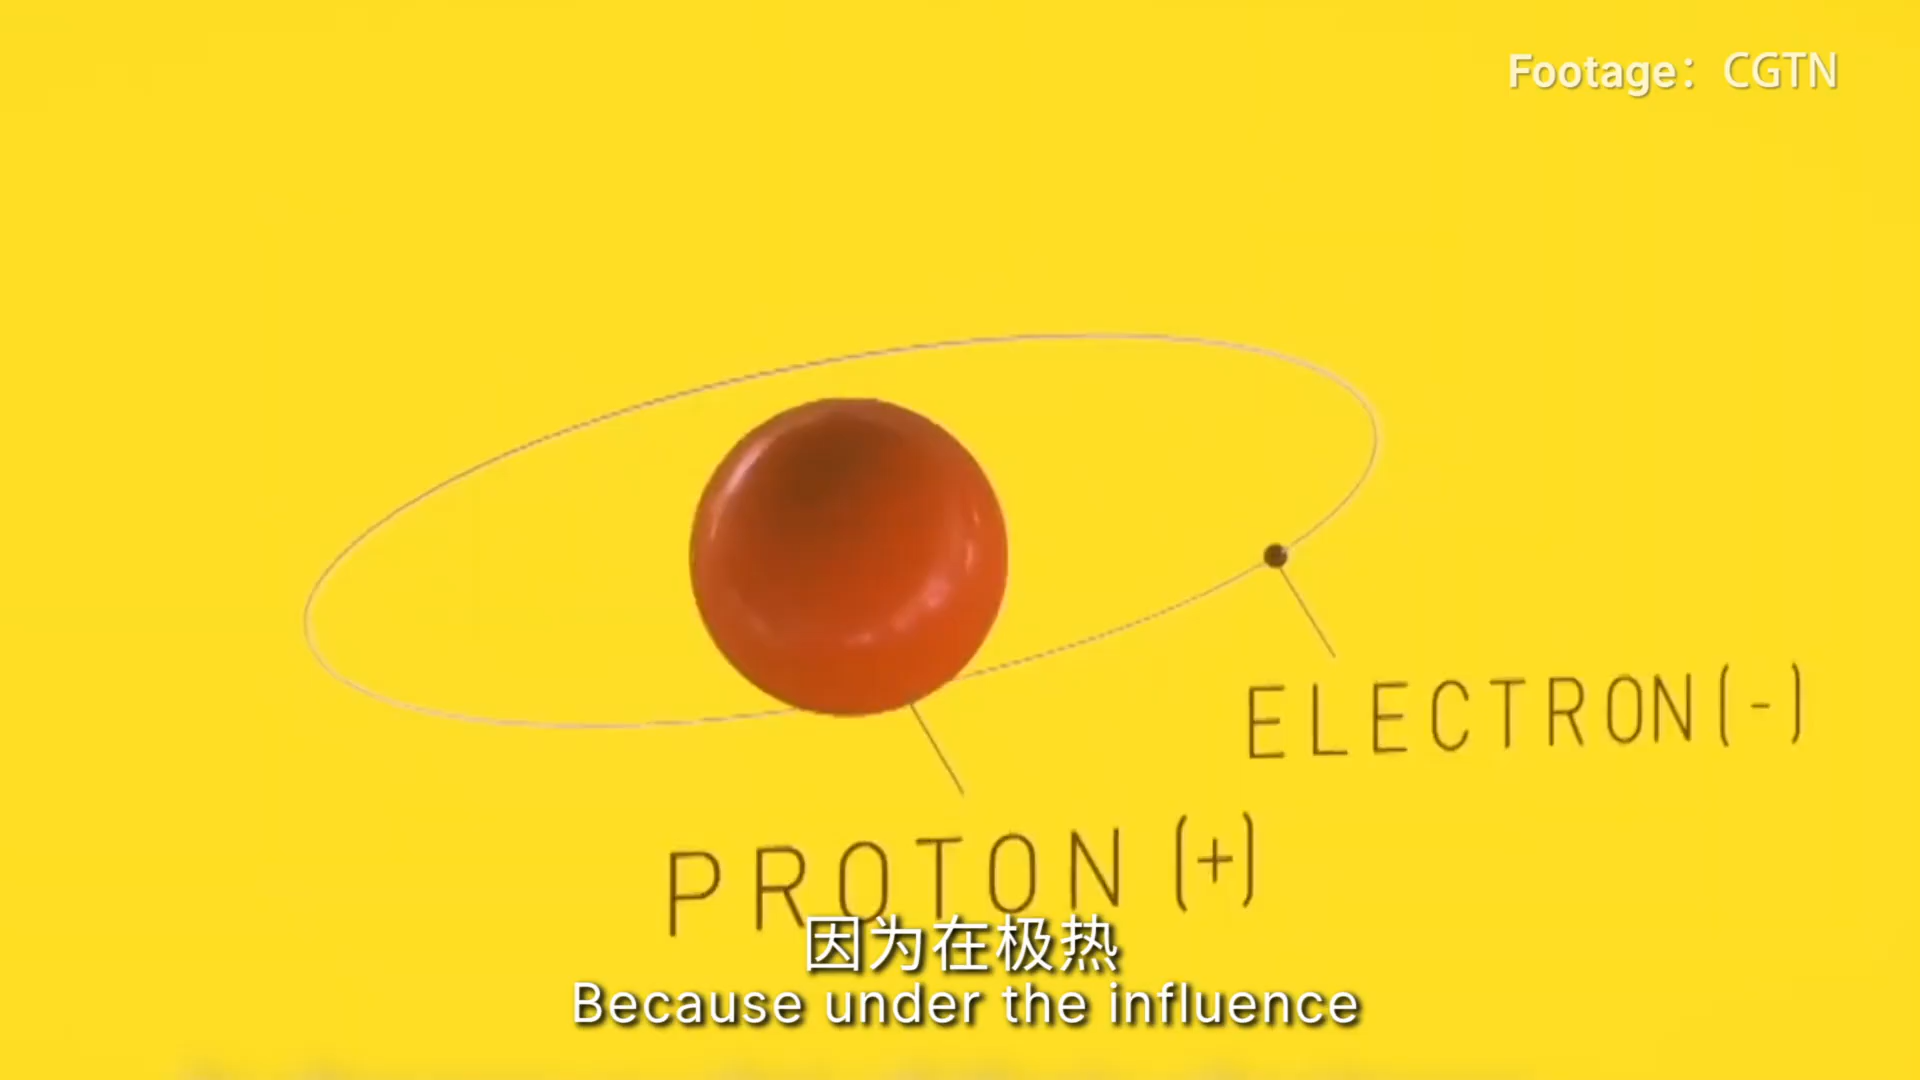 Footage：CGTN
ELECTRON(-)
PROTON (+)
因为在极热
Because under the influence